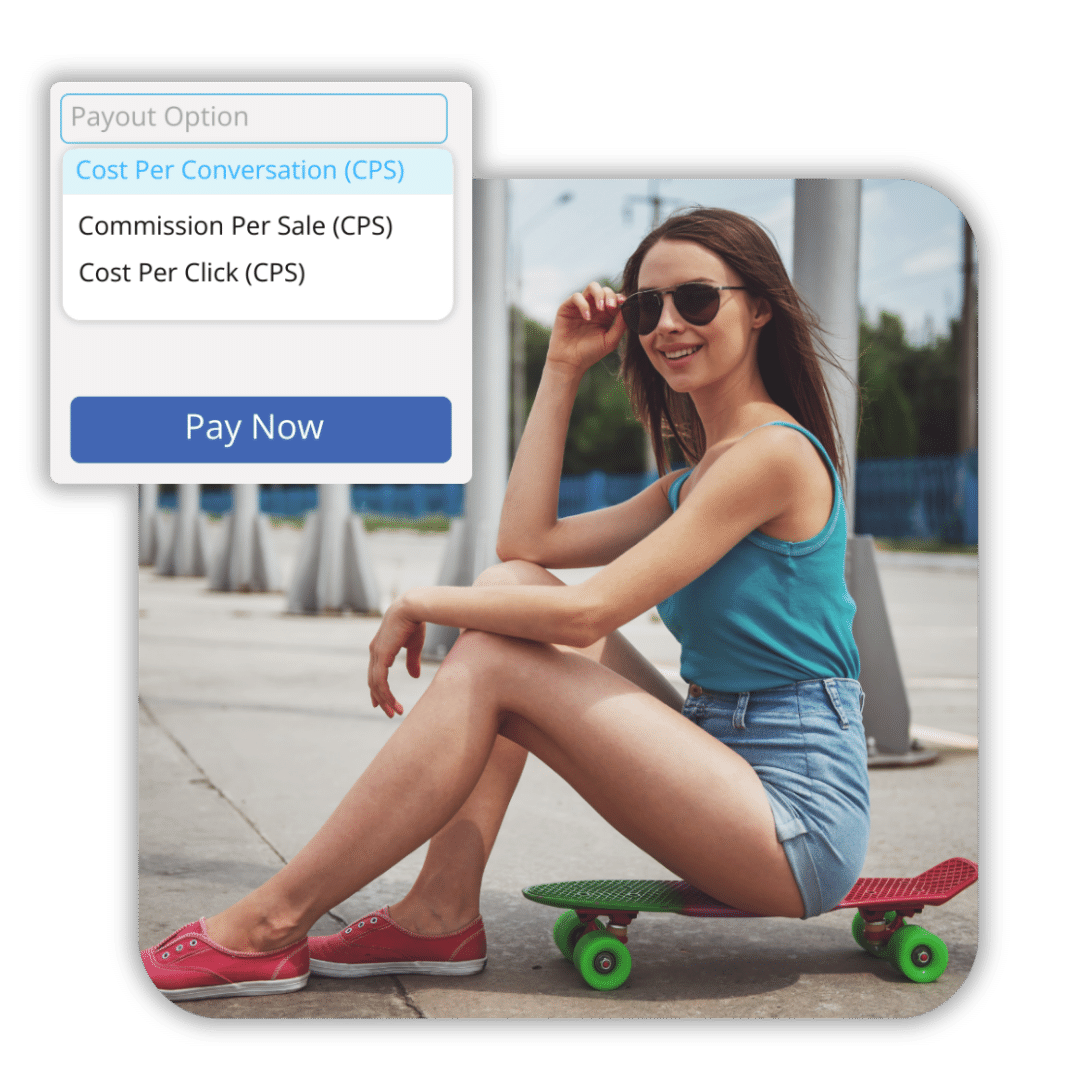 Payout Option
Cost Per Conversation (CPS)
Commission Per Sale (CPS)
Cost Per Click (CPS)
Pay Now